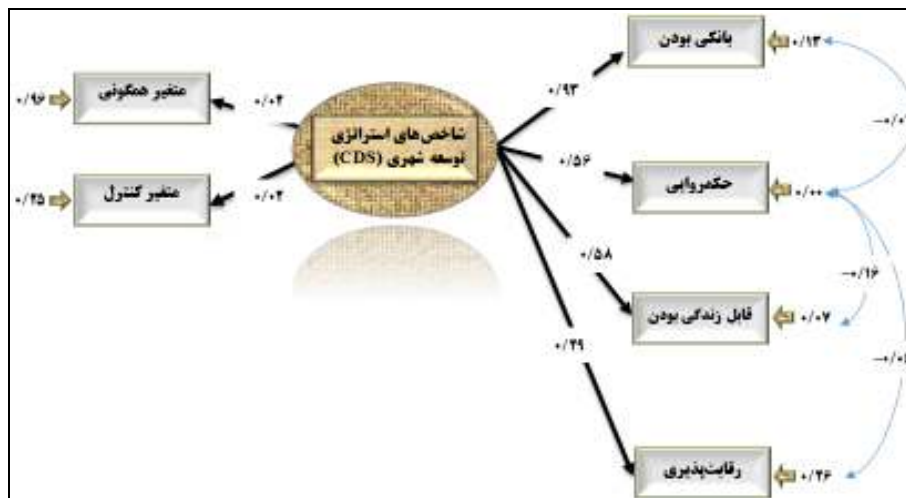 بانکی بودن
۰/۱۳
۰/۹۳
متغیر همگونی
۰/۹۶
۰/۰۴
شاخص‌های استراتژی
توسعه شهری (CDS)
۰/۵۶
حکمروایی
۰/۰۰
متغیر کنترل
۰/۴۵
۰/۰۴
-۰/۱۶
۰/۵۸
قابل زندگی بودن
۰/۰۷
۰/۴۹
رقابت‌پذیری
۰/۴۶